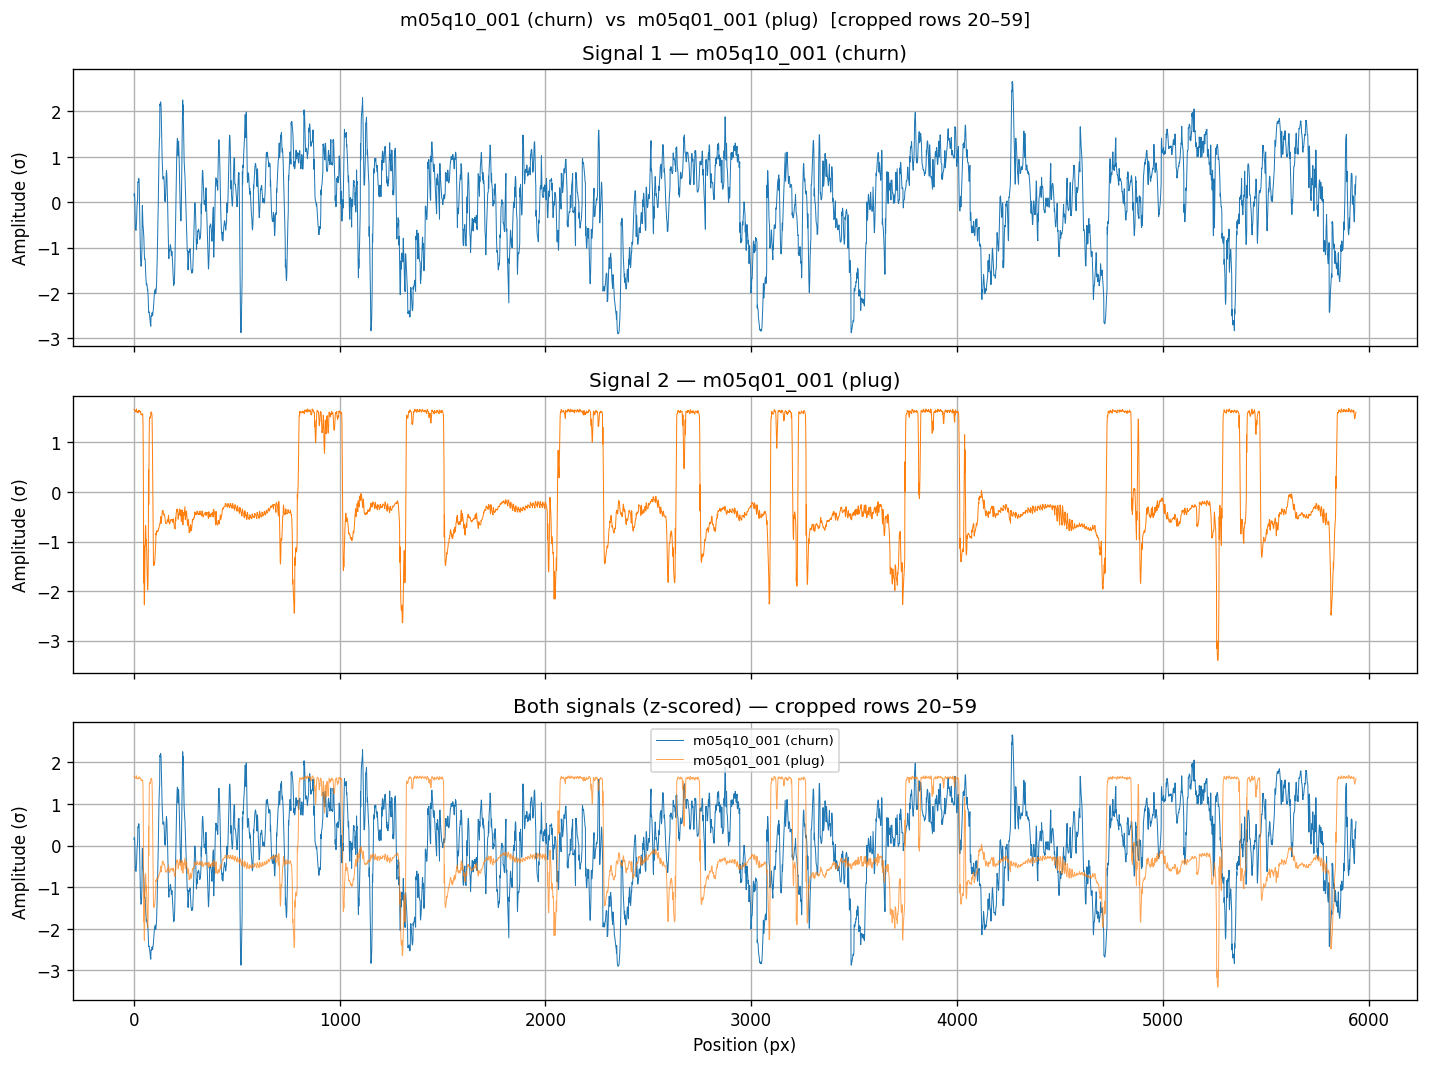 m05q10_001 (churn)  vs  m05q01_001 (plug)  [cropped rows 20–59]
Signal 1 — m05q10_001 (churn)
Amplitude (σ)
2
1
0
−1
−2
−3
Signal 2 — m05q01_001 (plug)
Amplitude (σ)
1
0
−1
−2
−3
Both signals (z-scored) — cropped rows 20–59
m05q10_001 (churn)
m05q01_001 (plug)
Amplitude (σ)
2
1
0
−1
−2
−3
0 1000 2000 3000 4000 5000 6000
Position (px)